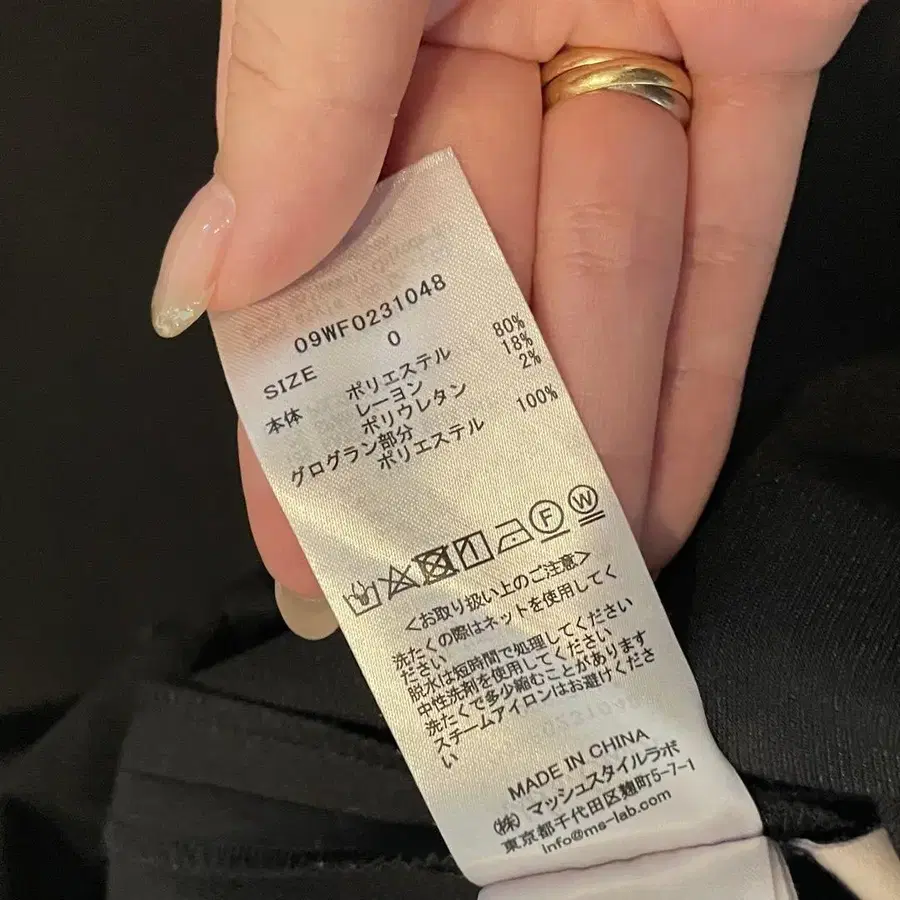 09WF0231048
SIZE 0
本体 ポリエステル 80%
レーヨン 18%
ポリウレタン 2%
グログラン部分
ポリエステル 100%
F W
<お取り扱い上のご注意>
洗たくの際はネットを使用してく
ださい
脱水は短時間で処理してください
中性洗剤を使用してください
洗たくで多少縮むことがあります
スチームアイロンはお避けくださ
い
MADE IN CHINA
(株)マッシュスタイルラボ
東京都千代田区麹町5-7-1
info@ms-lab.com